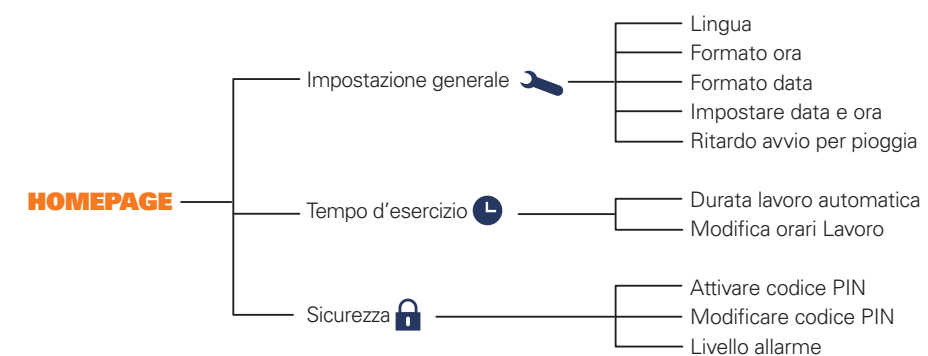 HOMEPAGE
Impostazione generale
Lingua
Formato ora
Formato data
Impostare data e ora
Ritardo avvio per pioggia
Tempo d’esercizio
Durata lavoro automatica
Modifica orari Lavoro
Sicurezza
Attivare codice PIN
Modificare codice PIN
Livello allarme